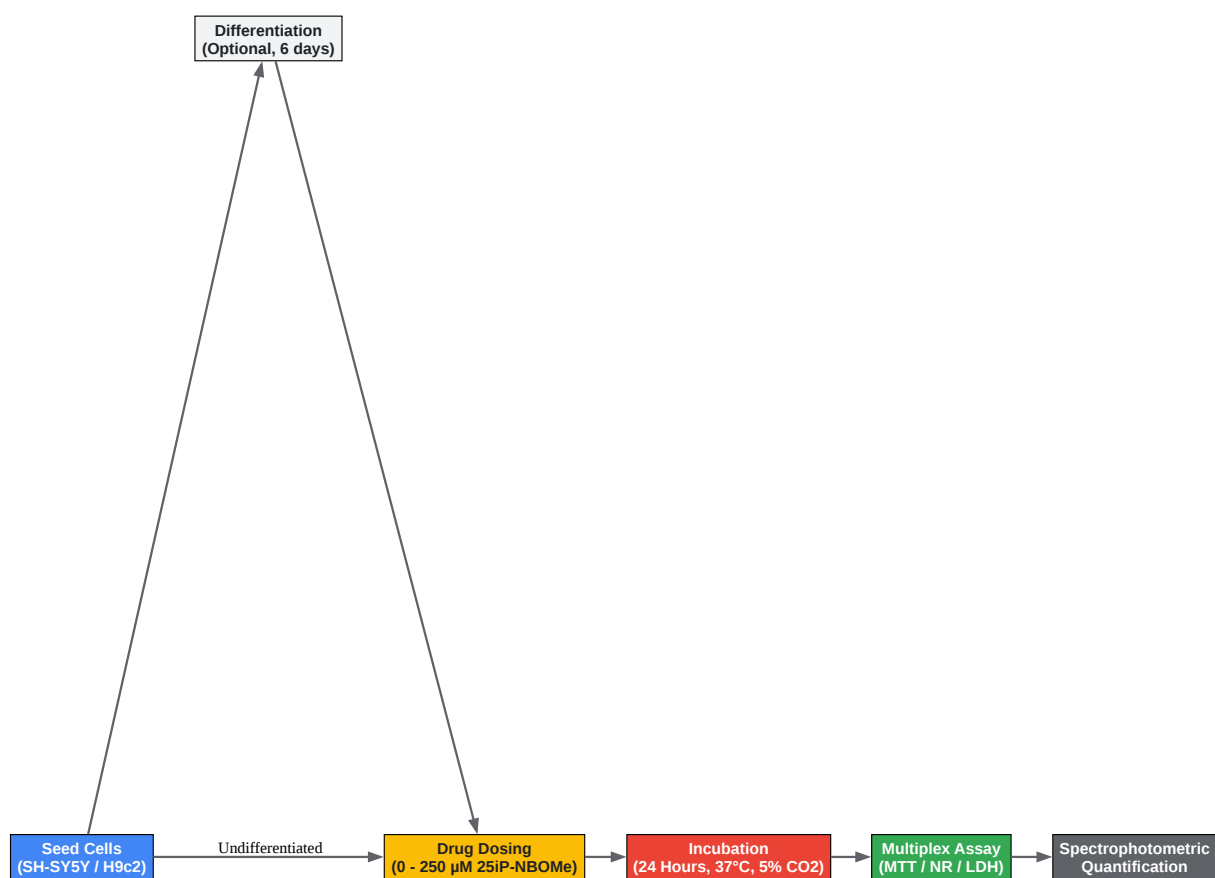 Differentiation
(Optional, 6 days)
Seed Cells
(SH-SY5Y / H9c2)
Undifferentiated
Drug Dosing
(0 - 250 µM 25iP-NBOMe)
Incubation
(24 Hours, 37°C, 5% CO2)
Multiplex Assay
(MTT / NR / LDH)
Spectrophotometric
Quantification